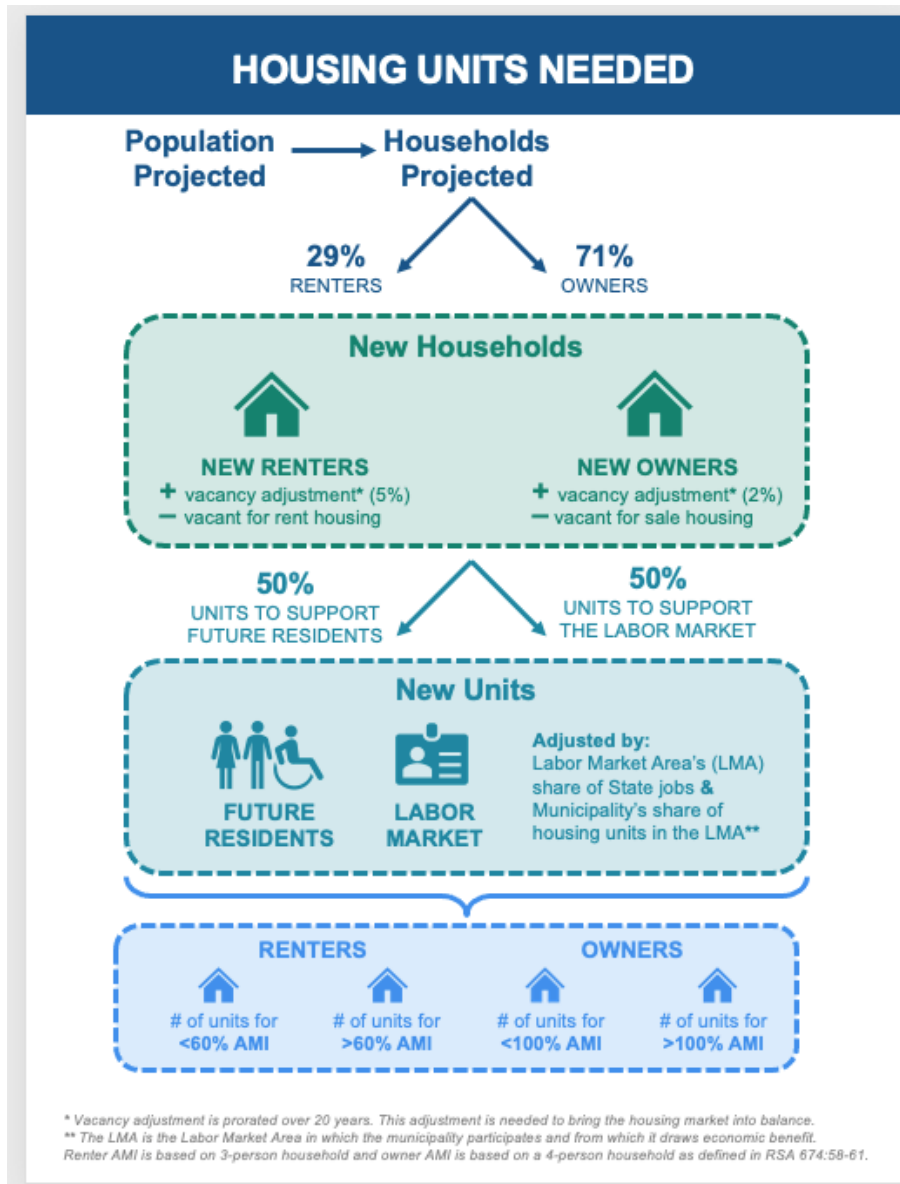 HOUSING UNITS NEEDED
Population
Projected
Households
Projected
29%
RENTERS
71%
OWNERS
New Households
NEW RENTERS
+ vacancy adjustment* (5%)
− vacant for rent housing
NEW OWNERS
+ vacancy adjustment* (2%)
− vacant for sale housing
50%
UNITS TO SUPPORT
FUTURE RESIDENTS
50%
UNITS TO SUPPORT
THE LABOR MARKET
New Units
FUTURE
RESIDENTS
LABOR
MARKET
Adjusted by:
Labor Market Area's (LMA)
share of State jobs &
Municipality's share of
housing units in the LMA**
RENTERS
# of units for
<60% AMI
# of units for
>60% AMI
OWNERS
# of units for
<100% AMI
# of units for
>100% AMI
* Vacancy adjustment is prorated over 20 years. This adjustment is needed to bring the housing market into balance.
** The LMA is the Labor Market Area in which the municipality participates and from which it draws economic benefit.
Renter AMI is based on 3-person household and owner AMI is based on a 4-person household as defined in RSA 674:58-61.